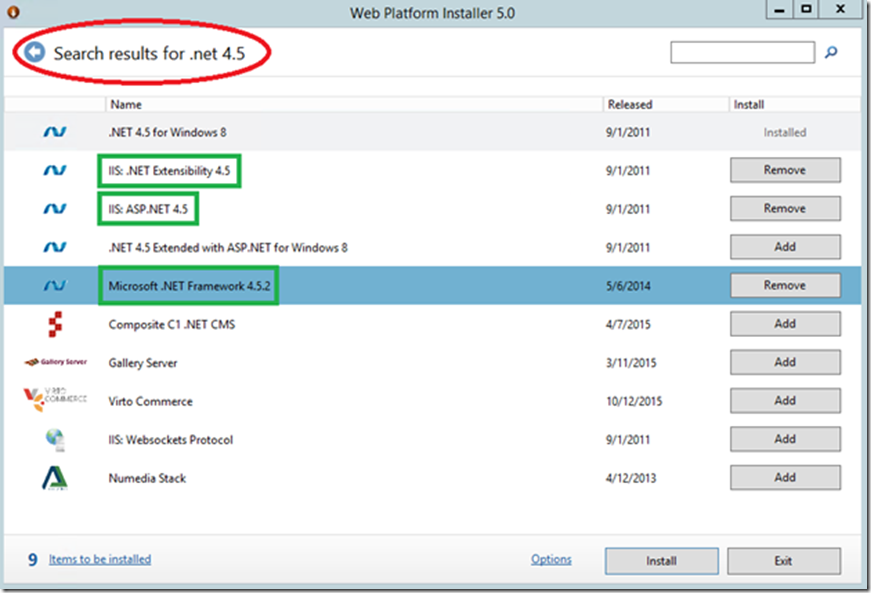 Web Platform Installer 5.0
Search results for .net 4.5
Name Released Install
.NET 4.5 for Windows 8 9/1/2011 Installed
IIS: .NET Extensibility 4.5 9/1/2011 Remove
IIS: ASP.NET 4.5 9/1/2011 Remove
.NET 4.5 Extended with ASP.NET for Windows 8 9/1/2011 Add
Microsoft .NET Framework 4.5.2 5/6/2014 Remove
Composite C1 .NET CMS 4/7/2015 Add
Gallery Server Gallery Server 3/11/2015 Add
VIRTO
COMMERCE Virto Commerce 10/12/2015 Add
IIS: Websockets Protocol 9/1/2011 Add
Numedia Stack 4/12/2013 Add
9 Items to be installed Options Install Exit